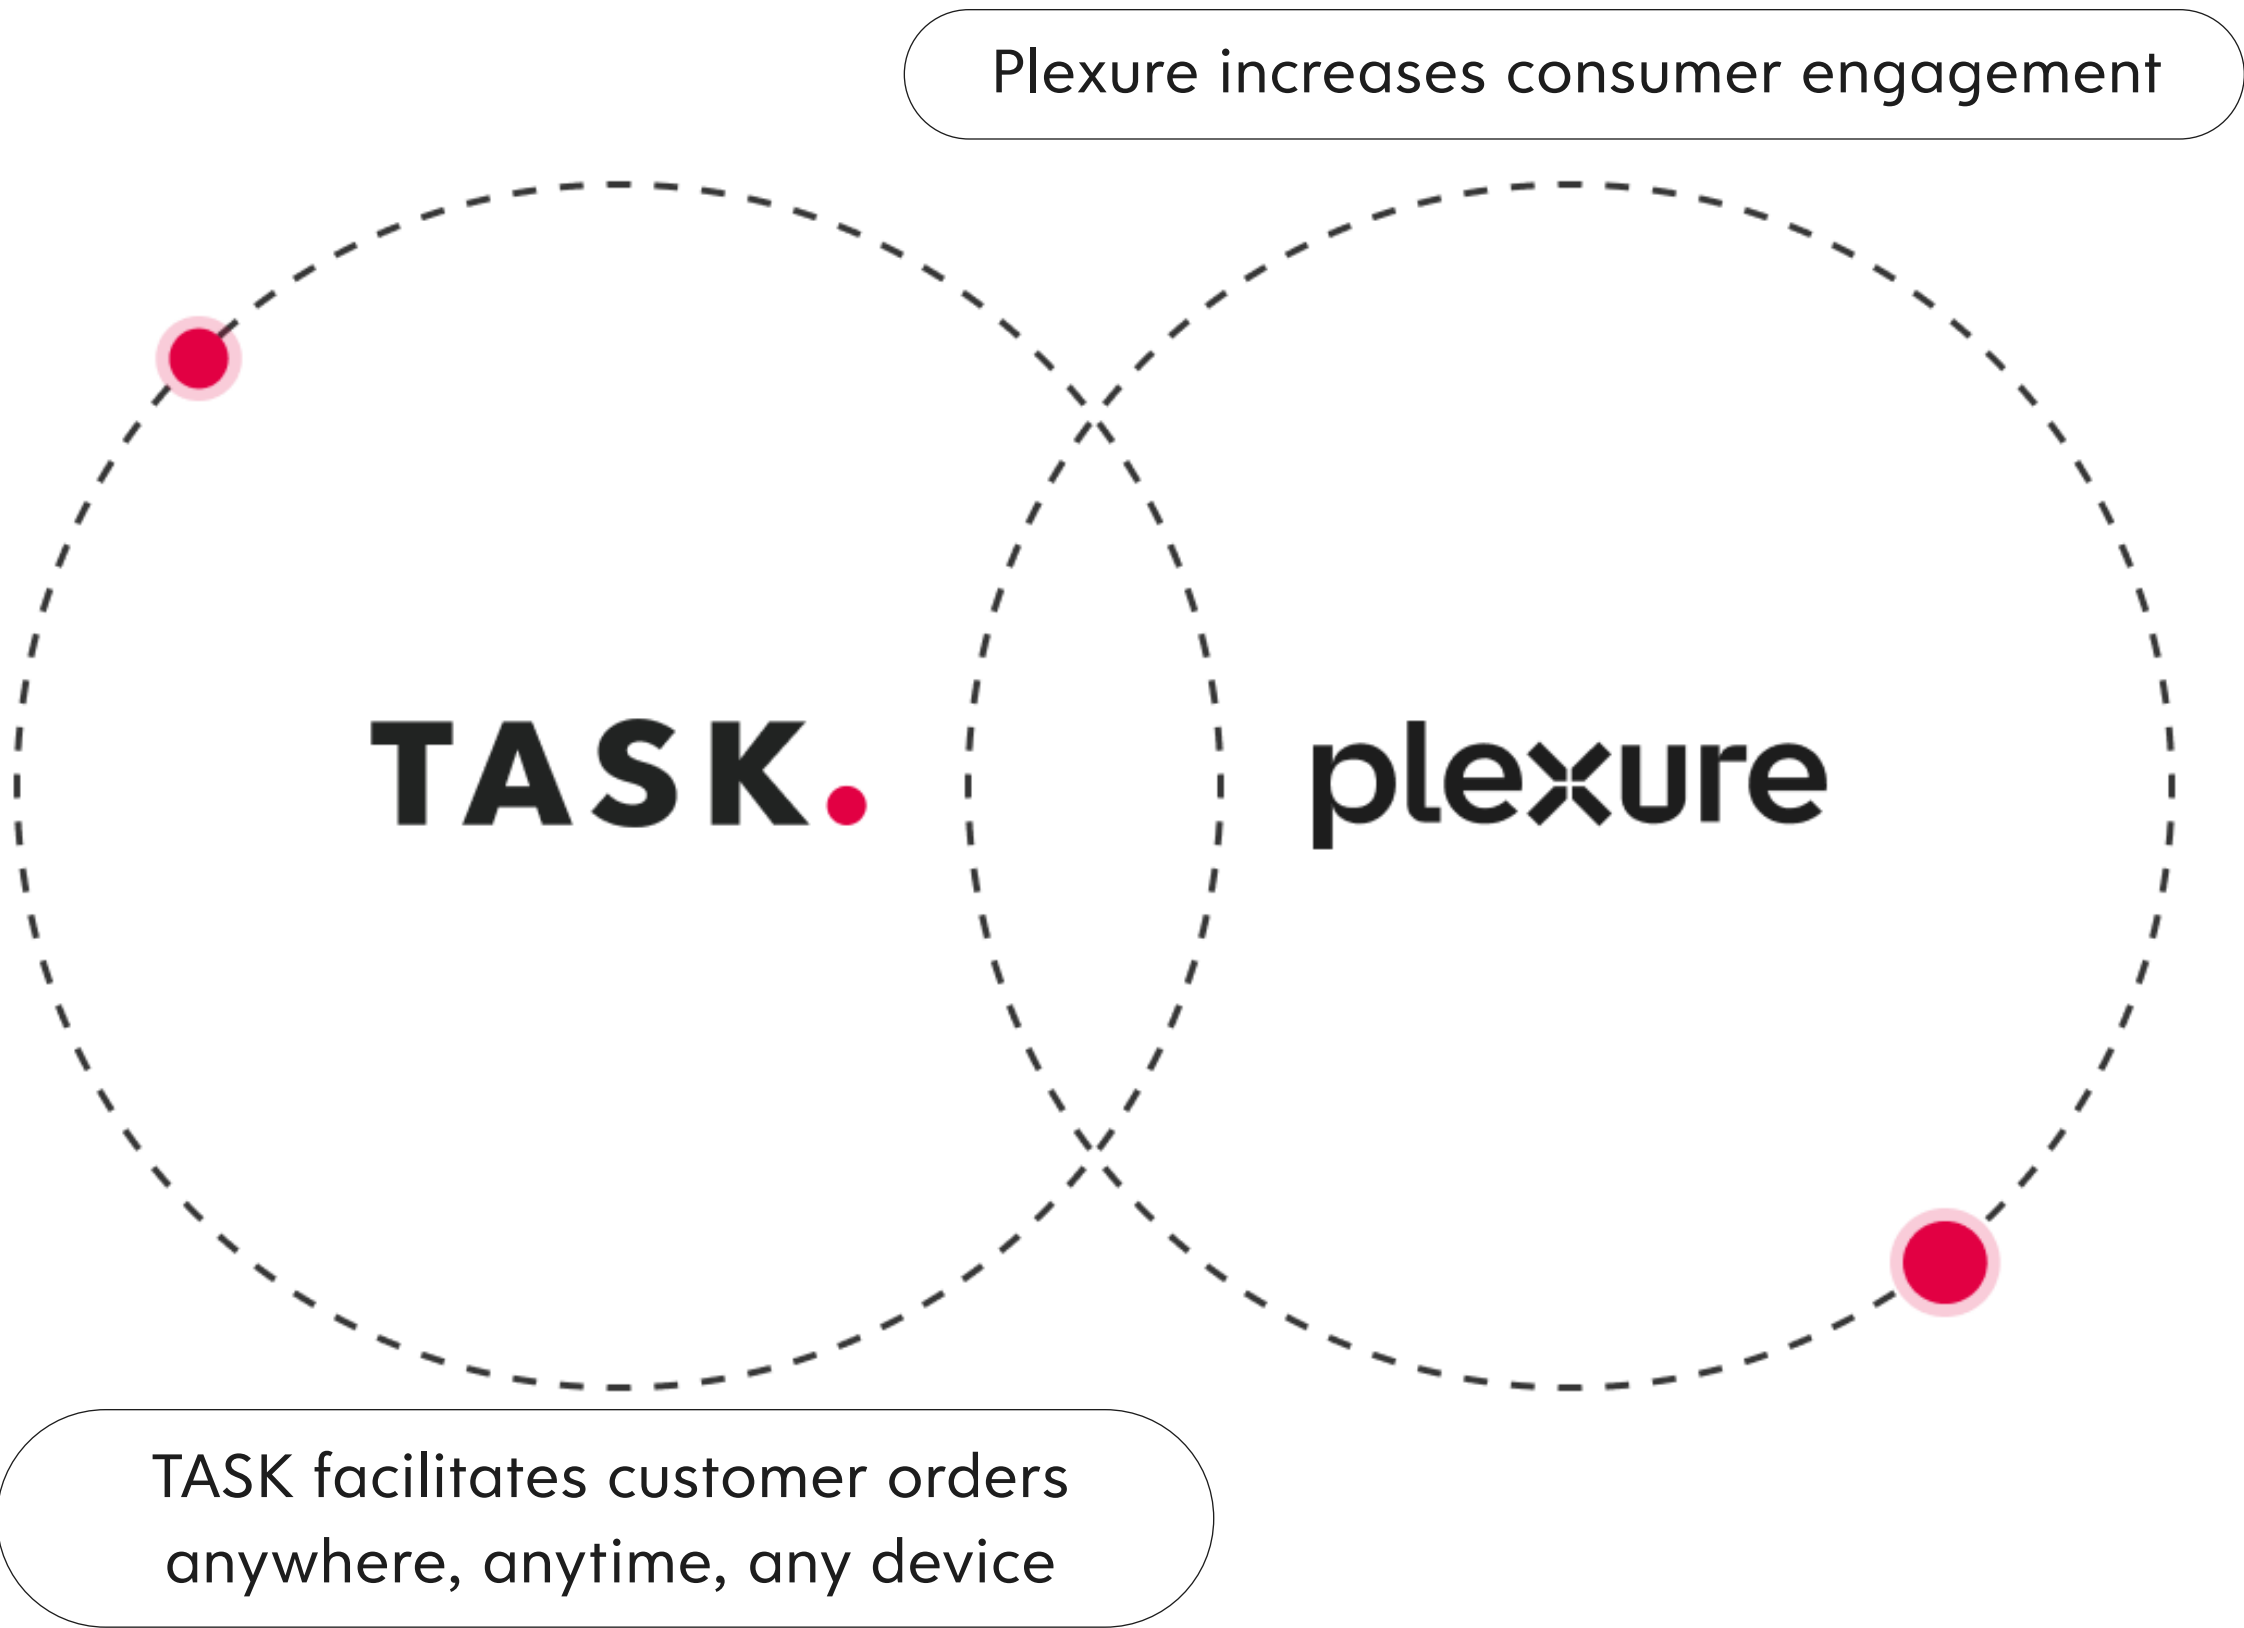 Plexure increases consumer engagement
TASK.
plexure
TASK facilitates customer orders
anywhere, anytime, any device